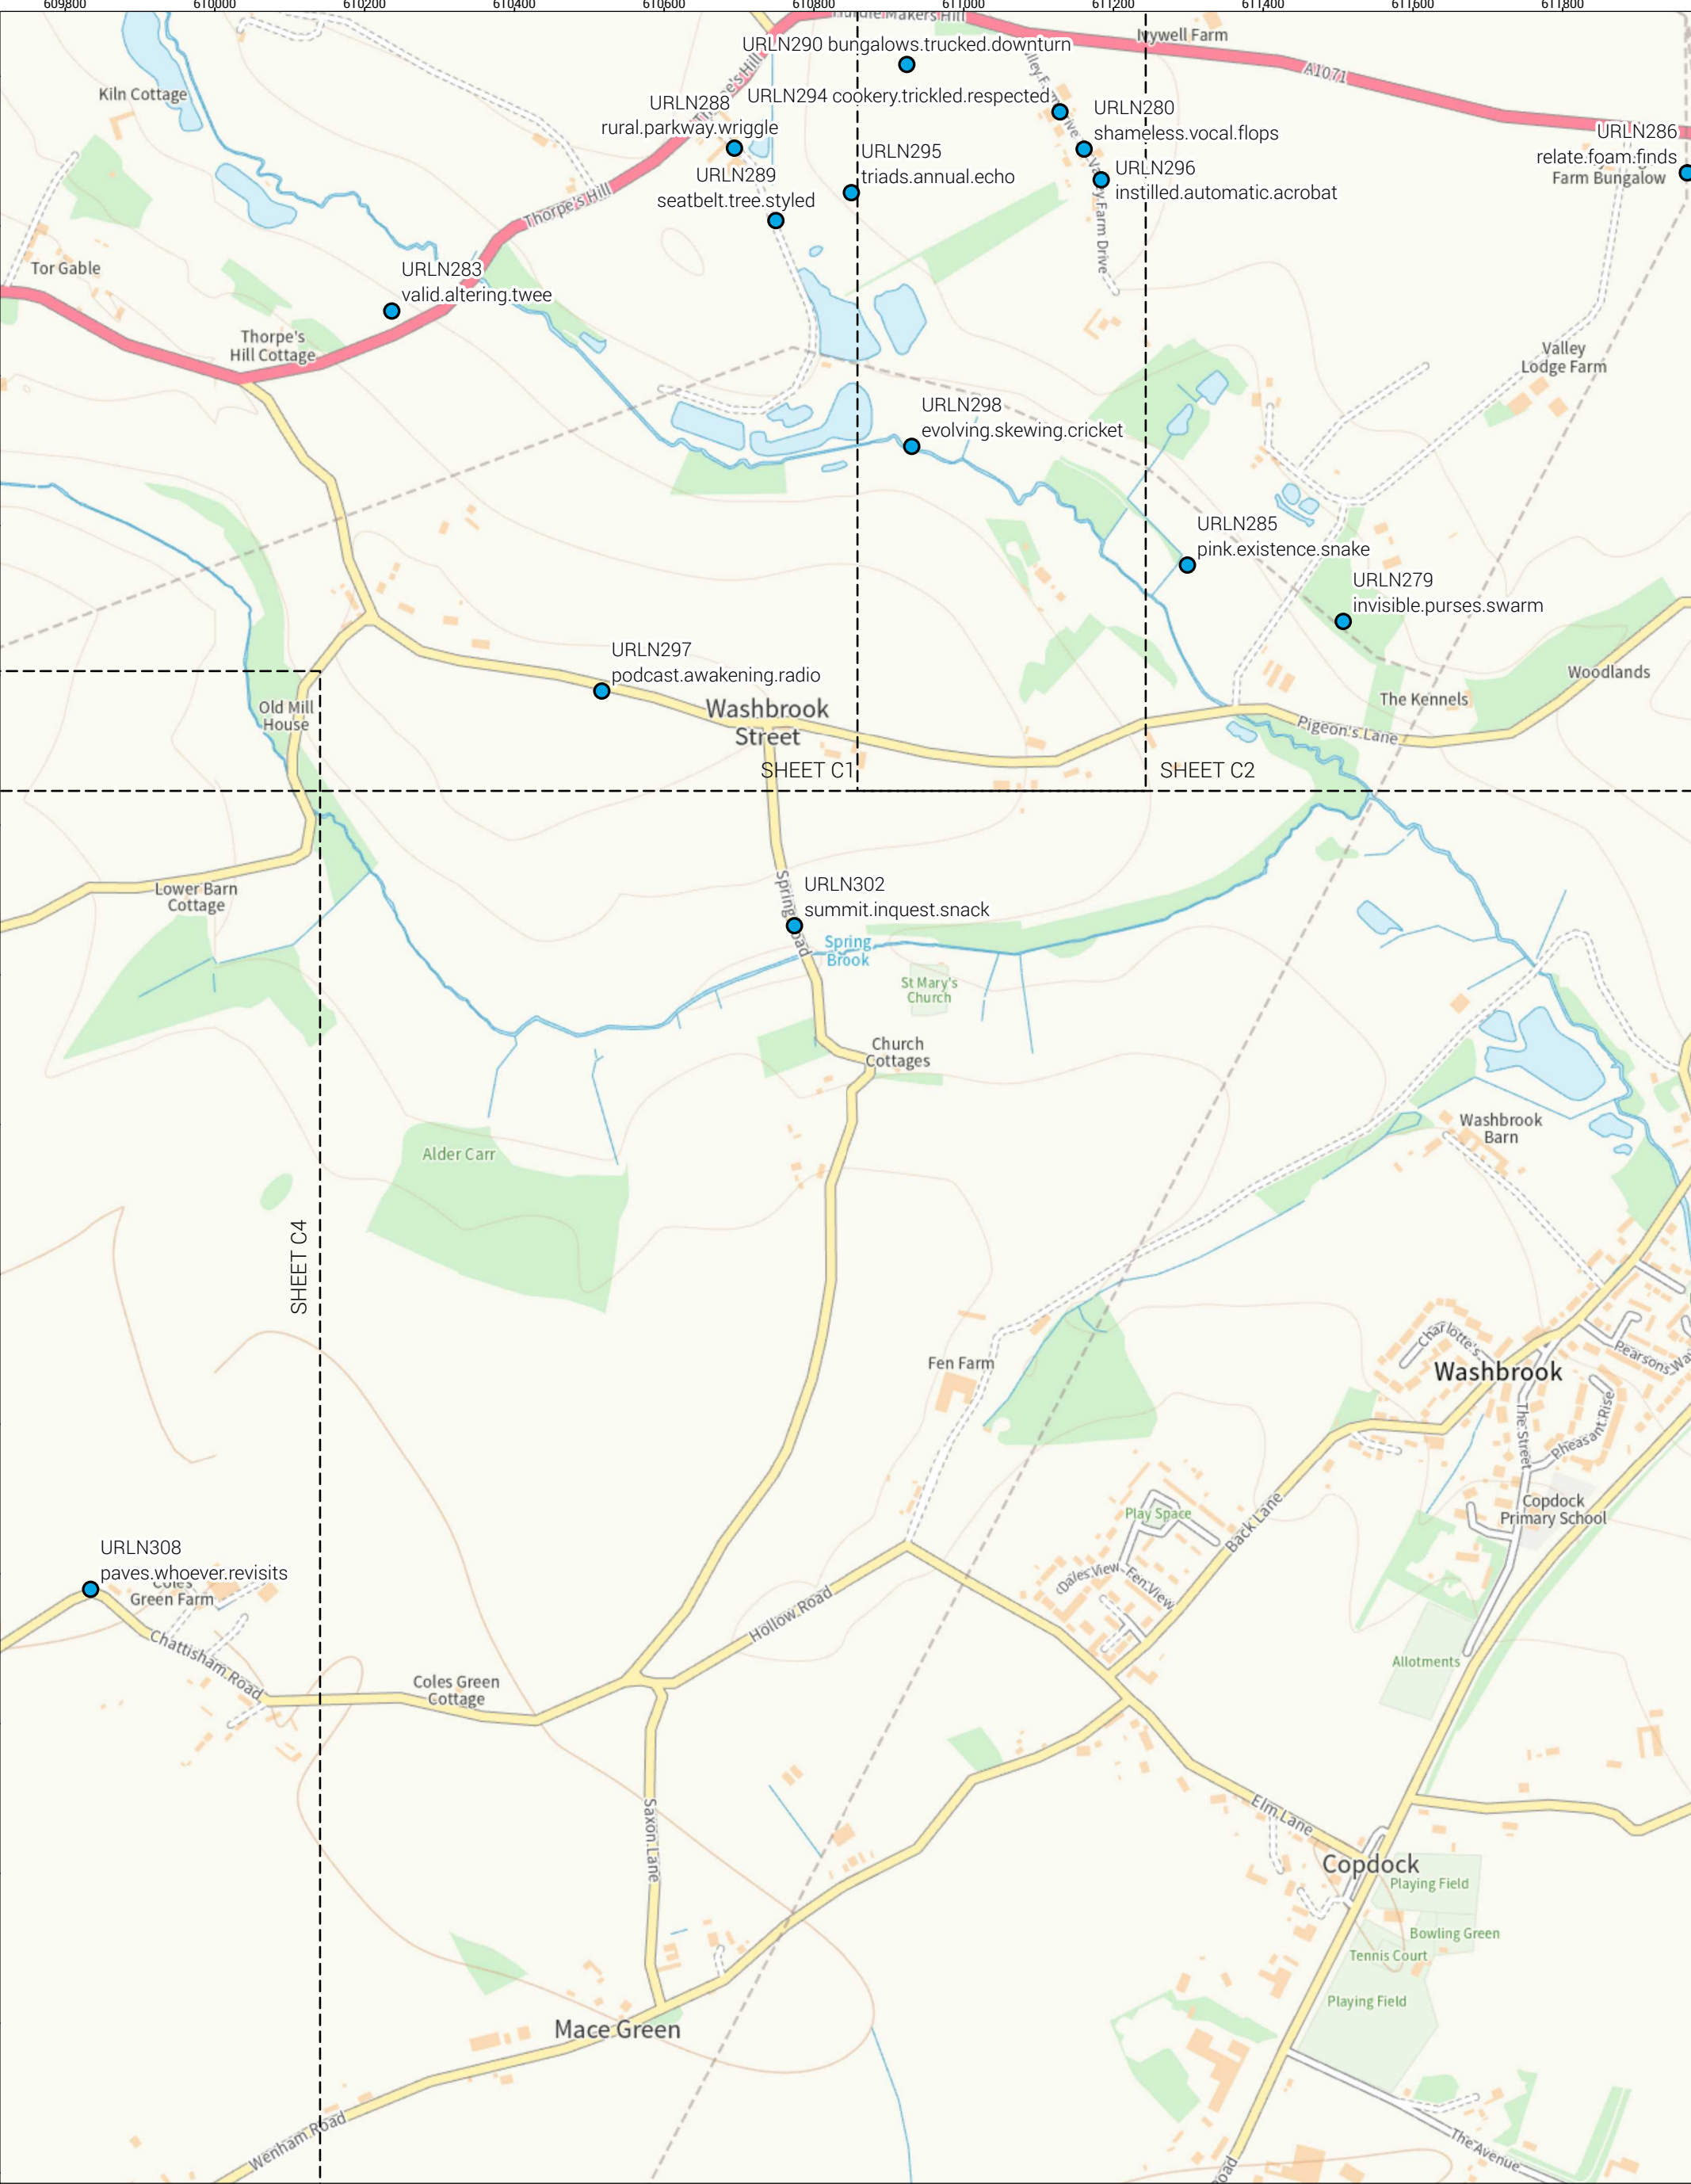 609800 610000 610200 610400 610600 610800 611000 611200 611400 611600 611800
Hurdle Makers Hill
Ivywell Farm
URLN290 bungalows.trucked.downturn
A1071
Kiln Cottage
URLN288
rural.parkway.wriggle
URLN294 cookery.trickled.respected
URLN280
shameless.vocal.flops
URLN286
relate.foam.finds
Farm Bungalow
URLN295
triads.annual.echo
URLN296
instilled.automatic.acrobat
URLN289
seatbelt.tree.styled
Thorpe's Hill
Farm Drive
Tor Gable
URLN283
valid.altering.twee
Thorpe's
Hill Cottage
Valley
Lodge Farm
URLN298
evolving.skewing.cricket
URLN285
pink.existence.snake
URLN279
invisible.purses.swarm
URLN297
podcast.awakening.radio
Woodlands
The Kennels
Old Mill
House
Washbrook
Street
Pigeon's Lane
SHEET C1
SHEET C2
Lower Barn
Cottage
URLN302
summit.inquest.snack
Spring
Brook
St Mary's
Church
Church
Cottages
Washbrook
Barn
Alder Carr
SHEET C4
Fen Farm
Charlotte's
Pearsons
Washbrook
The Street
Pheasant Rise
Copdock
Primary School
Play Space
Back Lane
URLN308
paves.whoever.revisits
Coles
Green Farm
Dales View
Fen View
Hollow Road
Chattisham Road
Allotments
Coles Green
Cottage
Saxon Lane
Elm Lane
Copdock
Playing Field
Bowling Green
Tennis Court
Playing Field
Mace Green
Wenham Road
The Avenue